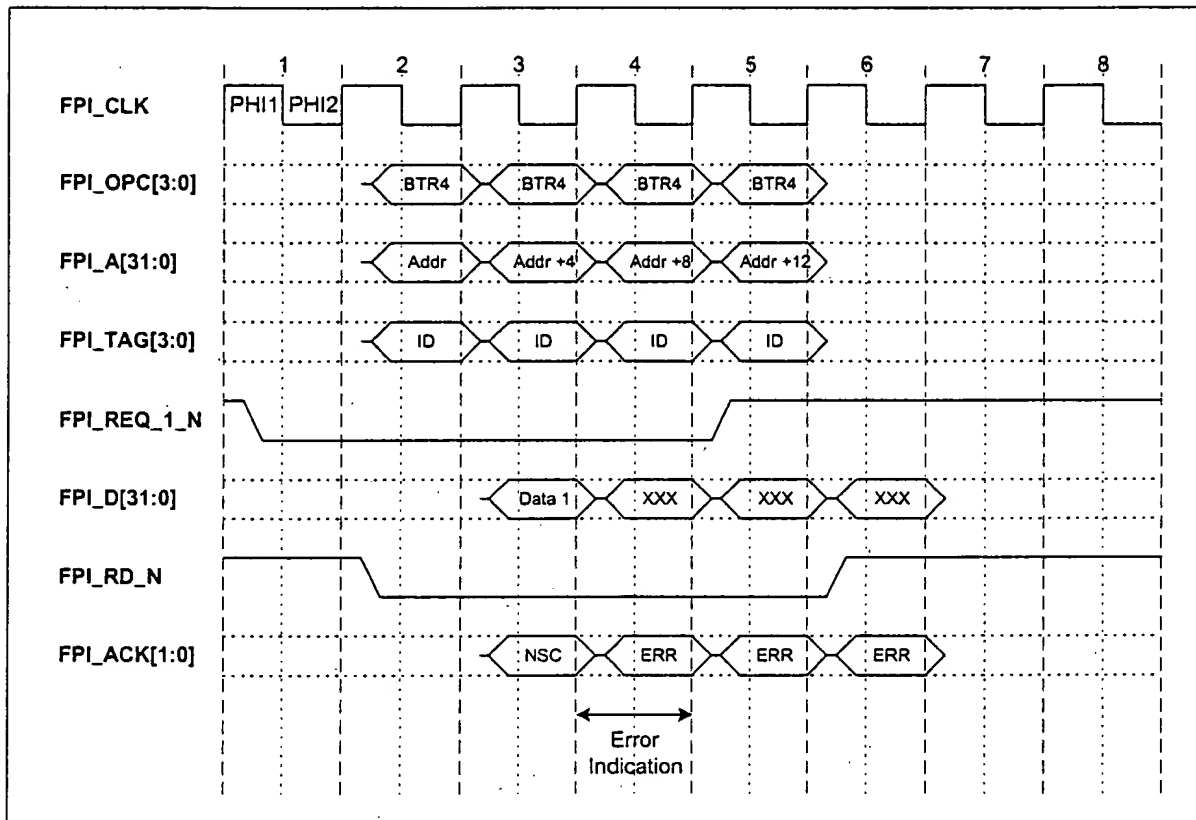 1 2 3 4 5 6 7 8
FPI_CLK PHI1 PHI2
FPI_OPC[3:0] BTR4 BTR4 BTR4 BTR4
FPI_A[31:0] Addr Addr +4 Addr +8 Addr +12
FPI_TAG[3:0] ID ID ID ID
FPI_REQ_1_N
FPI_D[31:0] Data 1 XXX XXX XXX
FPI_RD_N
FPI_ACK[1:0] NSC ERR ERR ERR
Error
Indication